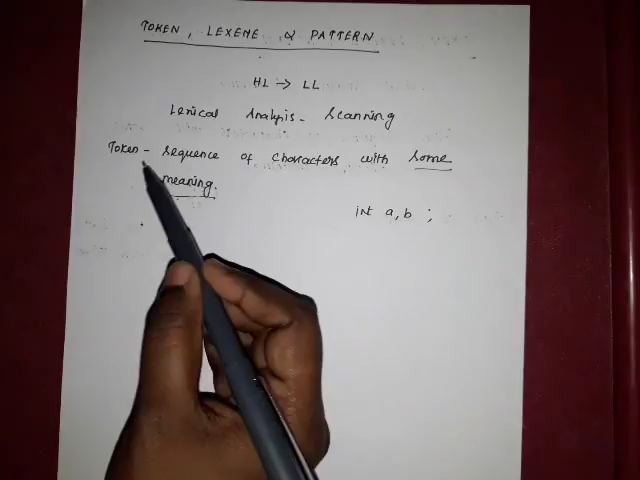 TOKEN, LEXEME & PATTERN
HL → LL
Lexical Analysis - Scanning
Token - sequence of characters with some
meaning.
int a,b ;